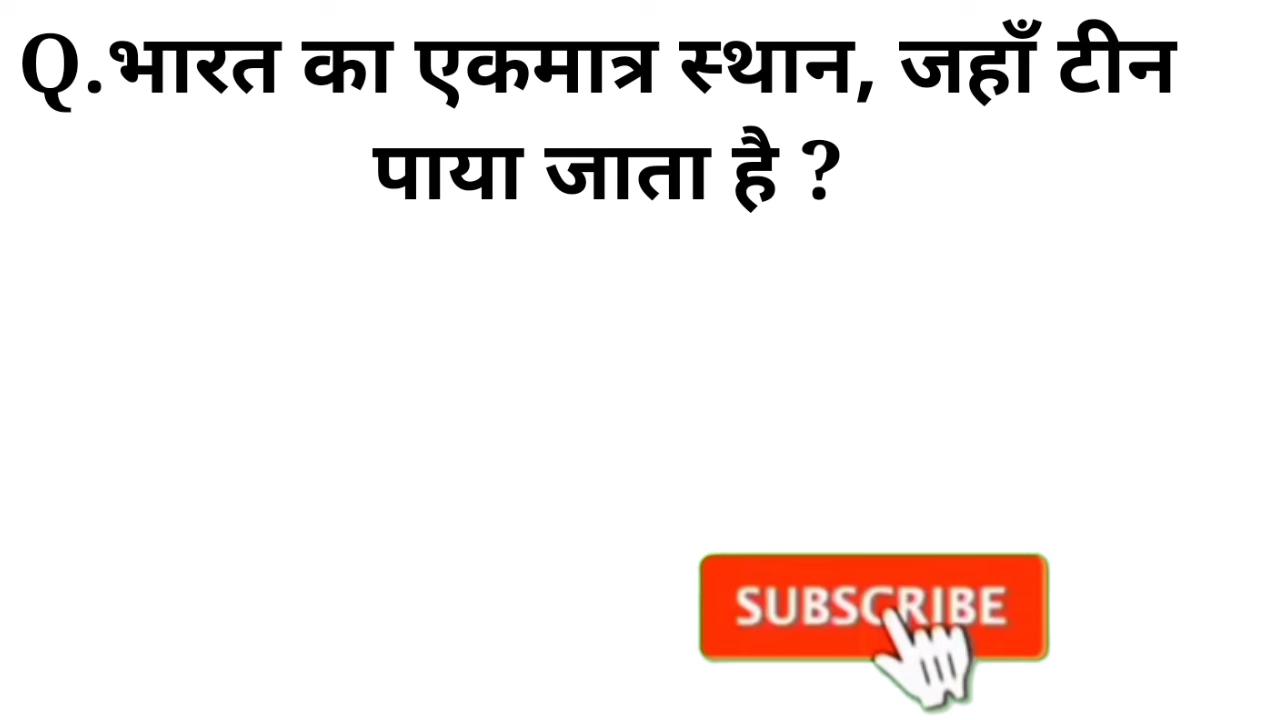 Q.भारत का एकमात्र स्थान, जहाँ टीन
पाया जाता है ?
SUBSCRIBE